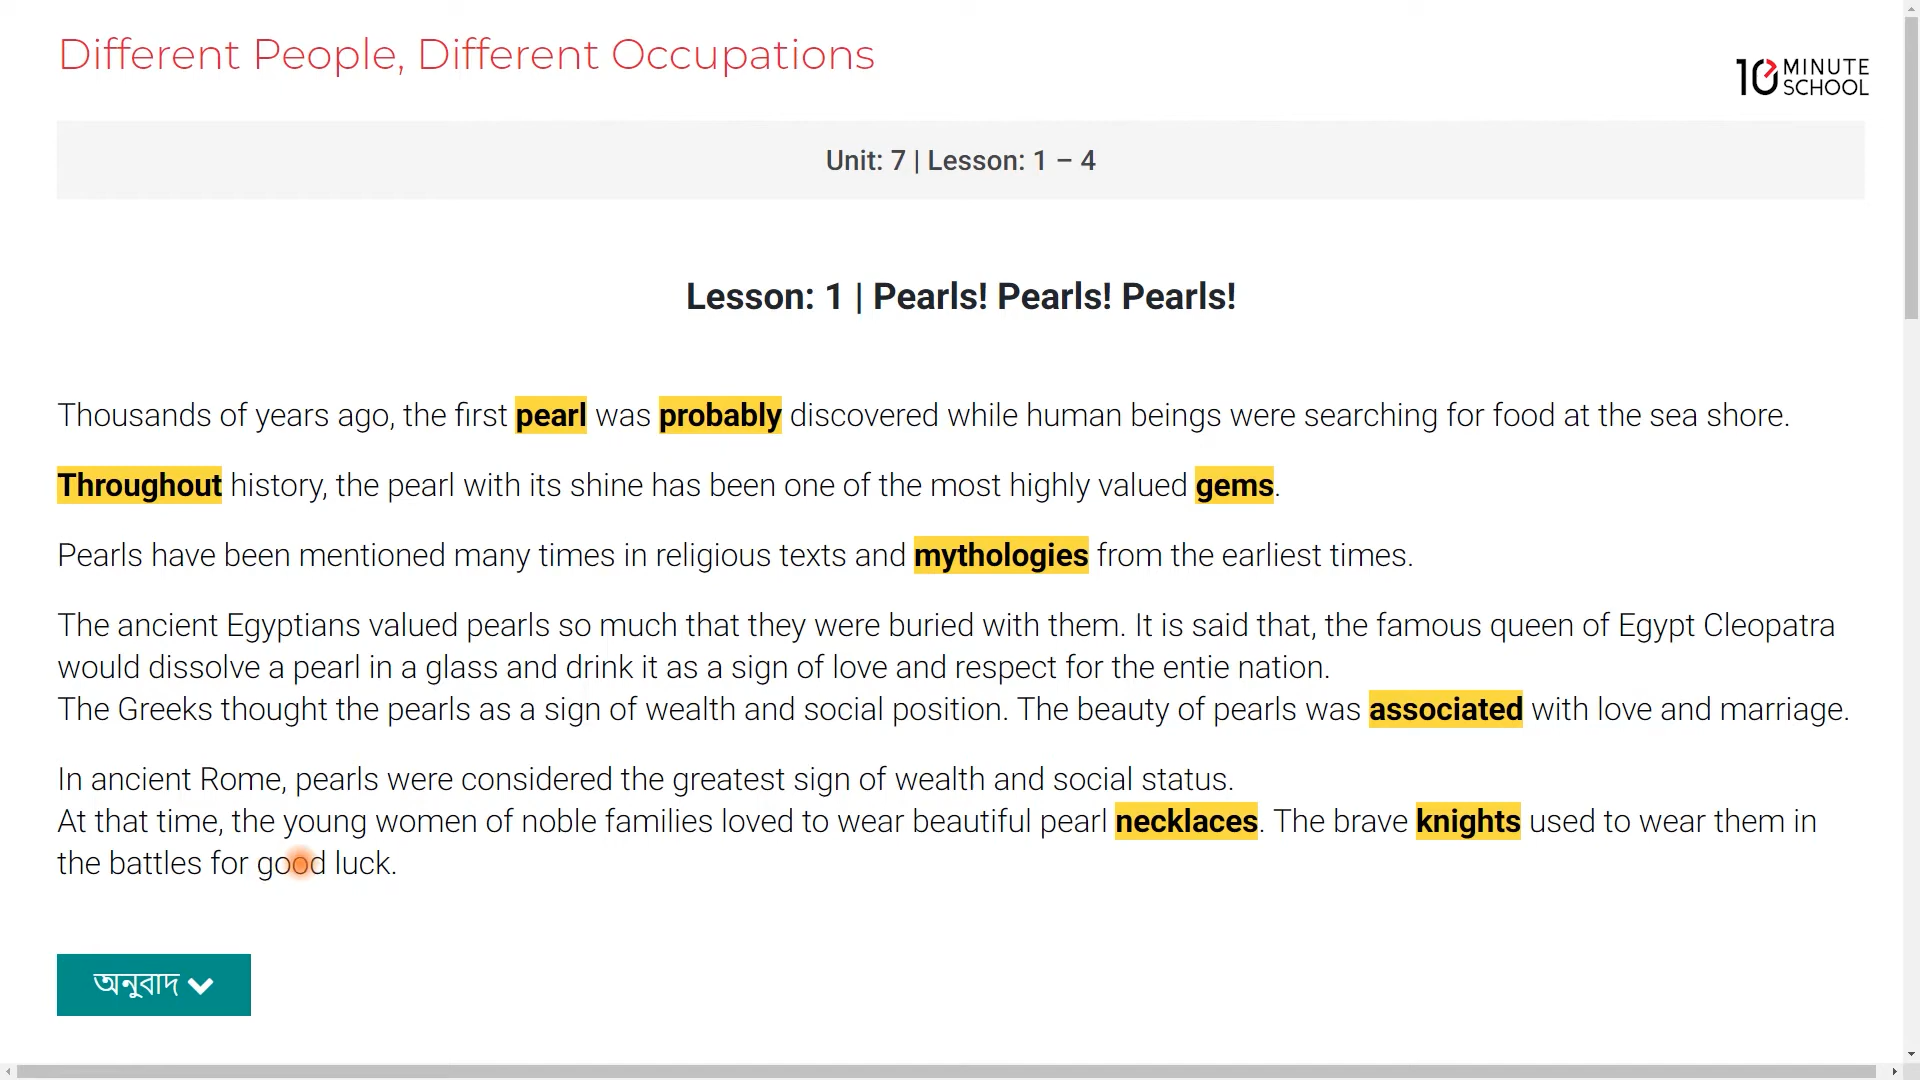 Different People, Different Occupations
10 MINUTE
SCHOOL
Unit: 7 | Lesson: 1 – 4
Lesson: 1 | Pearls! Pearls! Pearls!
Thousands of years ago, the first pearl was probably discovered while human beings were searching for food at the sea shore.
Throughout history, the pearl with its shine has been one of the most highly valued gems.
Pearls have been mentioned many times in religious texts and mythologies from the earliest times.
The ancient Egyptians valued pearls so much that they were buried with them. It is said that, the famous queen of Egypt Cleopatra
would dissolve a pearl in a glass and drink it as a sign of love and respect for the entie nation.
The Greeks thought the pearls as a sign of wealth and social position. The beauty of pearls was associated with love and marriage.
In ancient Rome, pearls were considered the greatest sign of wealth and social status.
At that time, the young women of noble families loved to wear beautiful pearl necklaces. The brave knights used to wear them in
the battles for good luck.
অনুবাদ